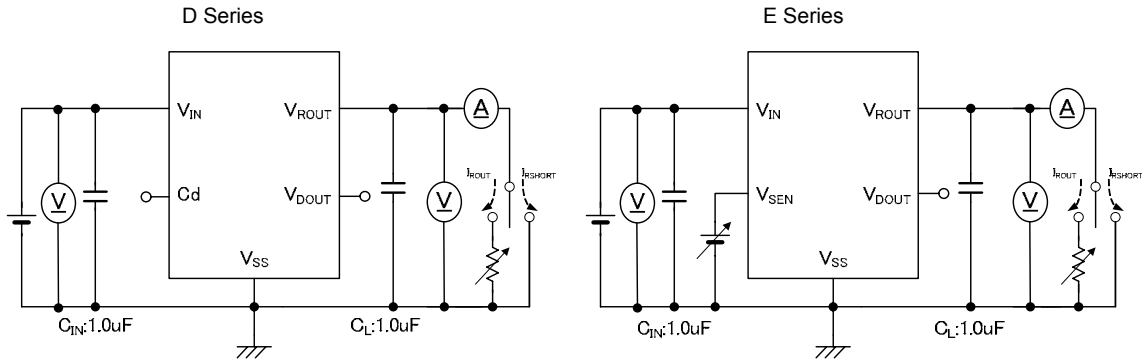 D Series
V_IN
V_ROUT
A
V
Cd
V_DOUT
V
I_ROUT
I_RSHORT
V_SS
C_IN:1.0uF
C_L:1.0uF
E Series
V_IN
V_ROUT
A
V
V_SEN
V_DOUT
V
I_ROUT
I_RSHORT
V_SS
C_IN:1.0uF
C_L:1.0uF